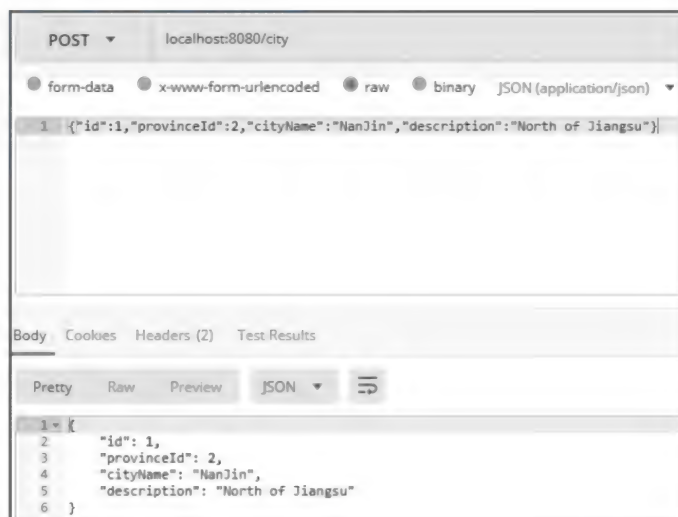 POST ▼ localhost:8080/city
form-data x-www-form-urlencoded raw binary JSON (application/json) ▼
1 {"id":1,"provinceId":2,"cityName":"NanJin","description":"North of Jiangsu"}
Body Cookies Headers (2) Test Results
Pretty Raw Preview JSON ▼
1 {
2 "id": 1,
3 "provinceId": 2,
4 "cityName": "NanJin",
5 "description": "North of Jiangsu"
6 }